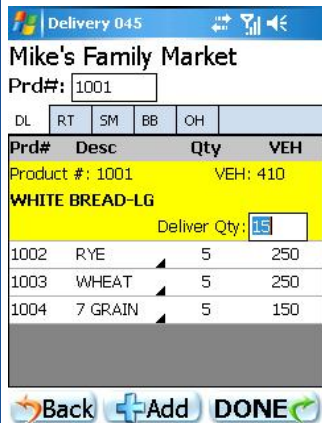 Delivery 045
Mike's Family Market
Prd#: 1001
DL RT SM BB OH
Prd# Desc Qty VEH
Product #: 1001 VEH: 410
WHITE BREAD-LG
Deliver Qty: 15
1002 RYE 5 250
1003 WHEAT 5 250
1004 7 GRAIN 5 150
Back Add DONE